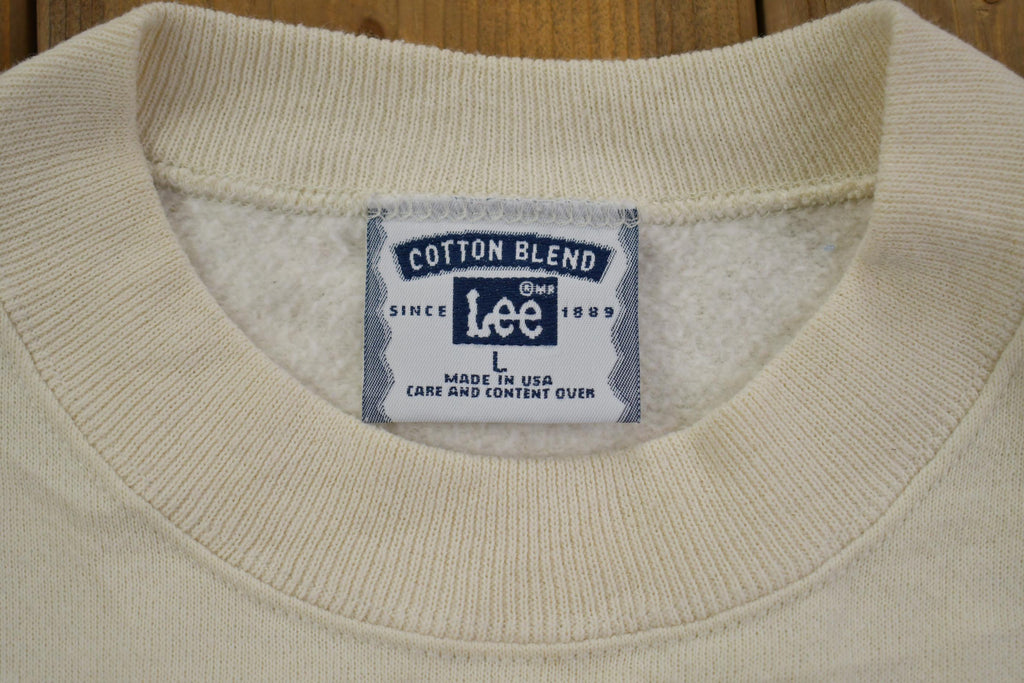 COTTON BLEND
® MR
SINCE Lee 1889
L
MADE IN USA
CARE AND CONTENT OVER